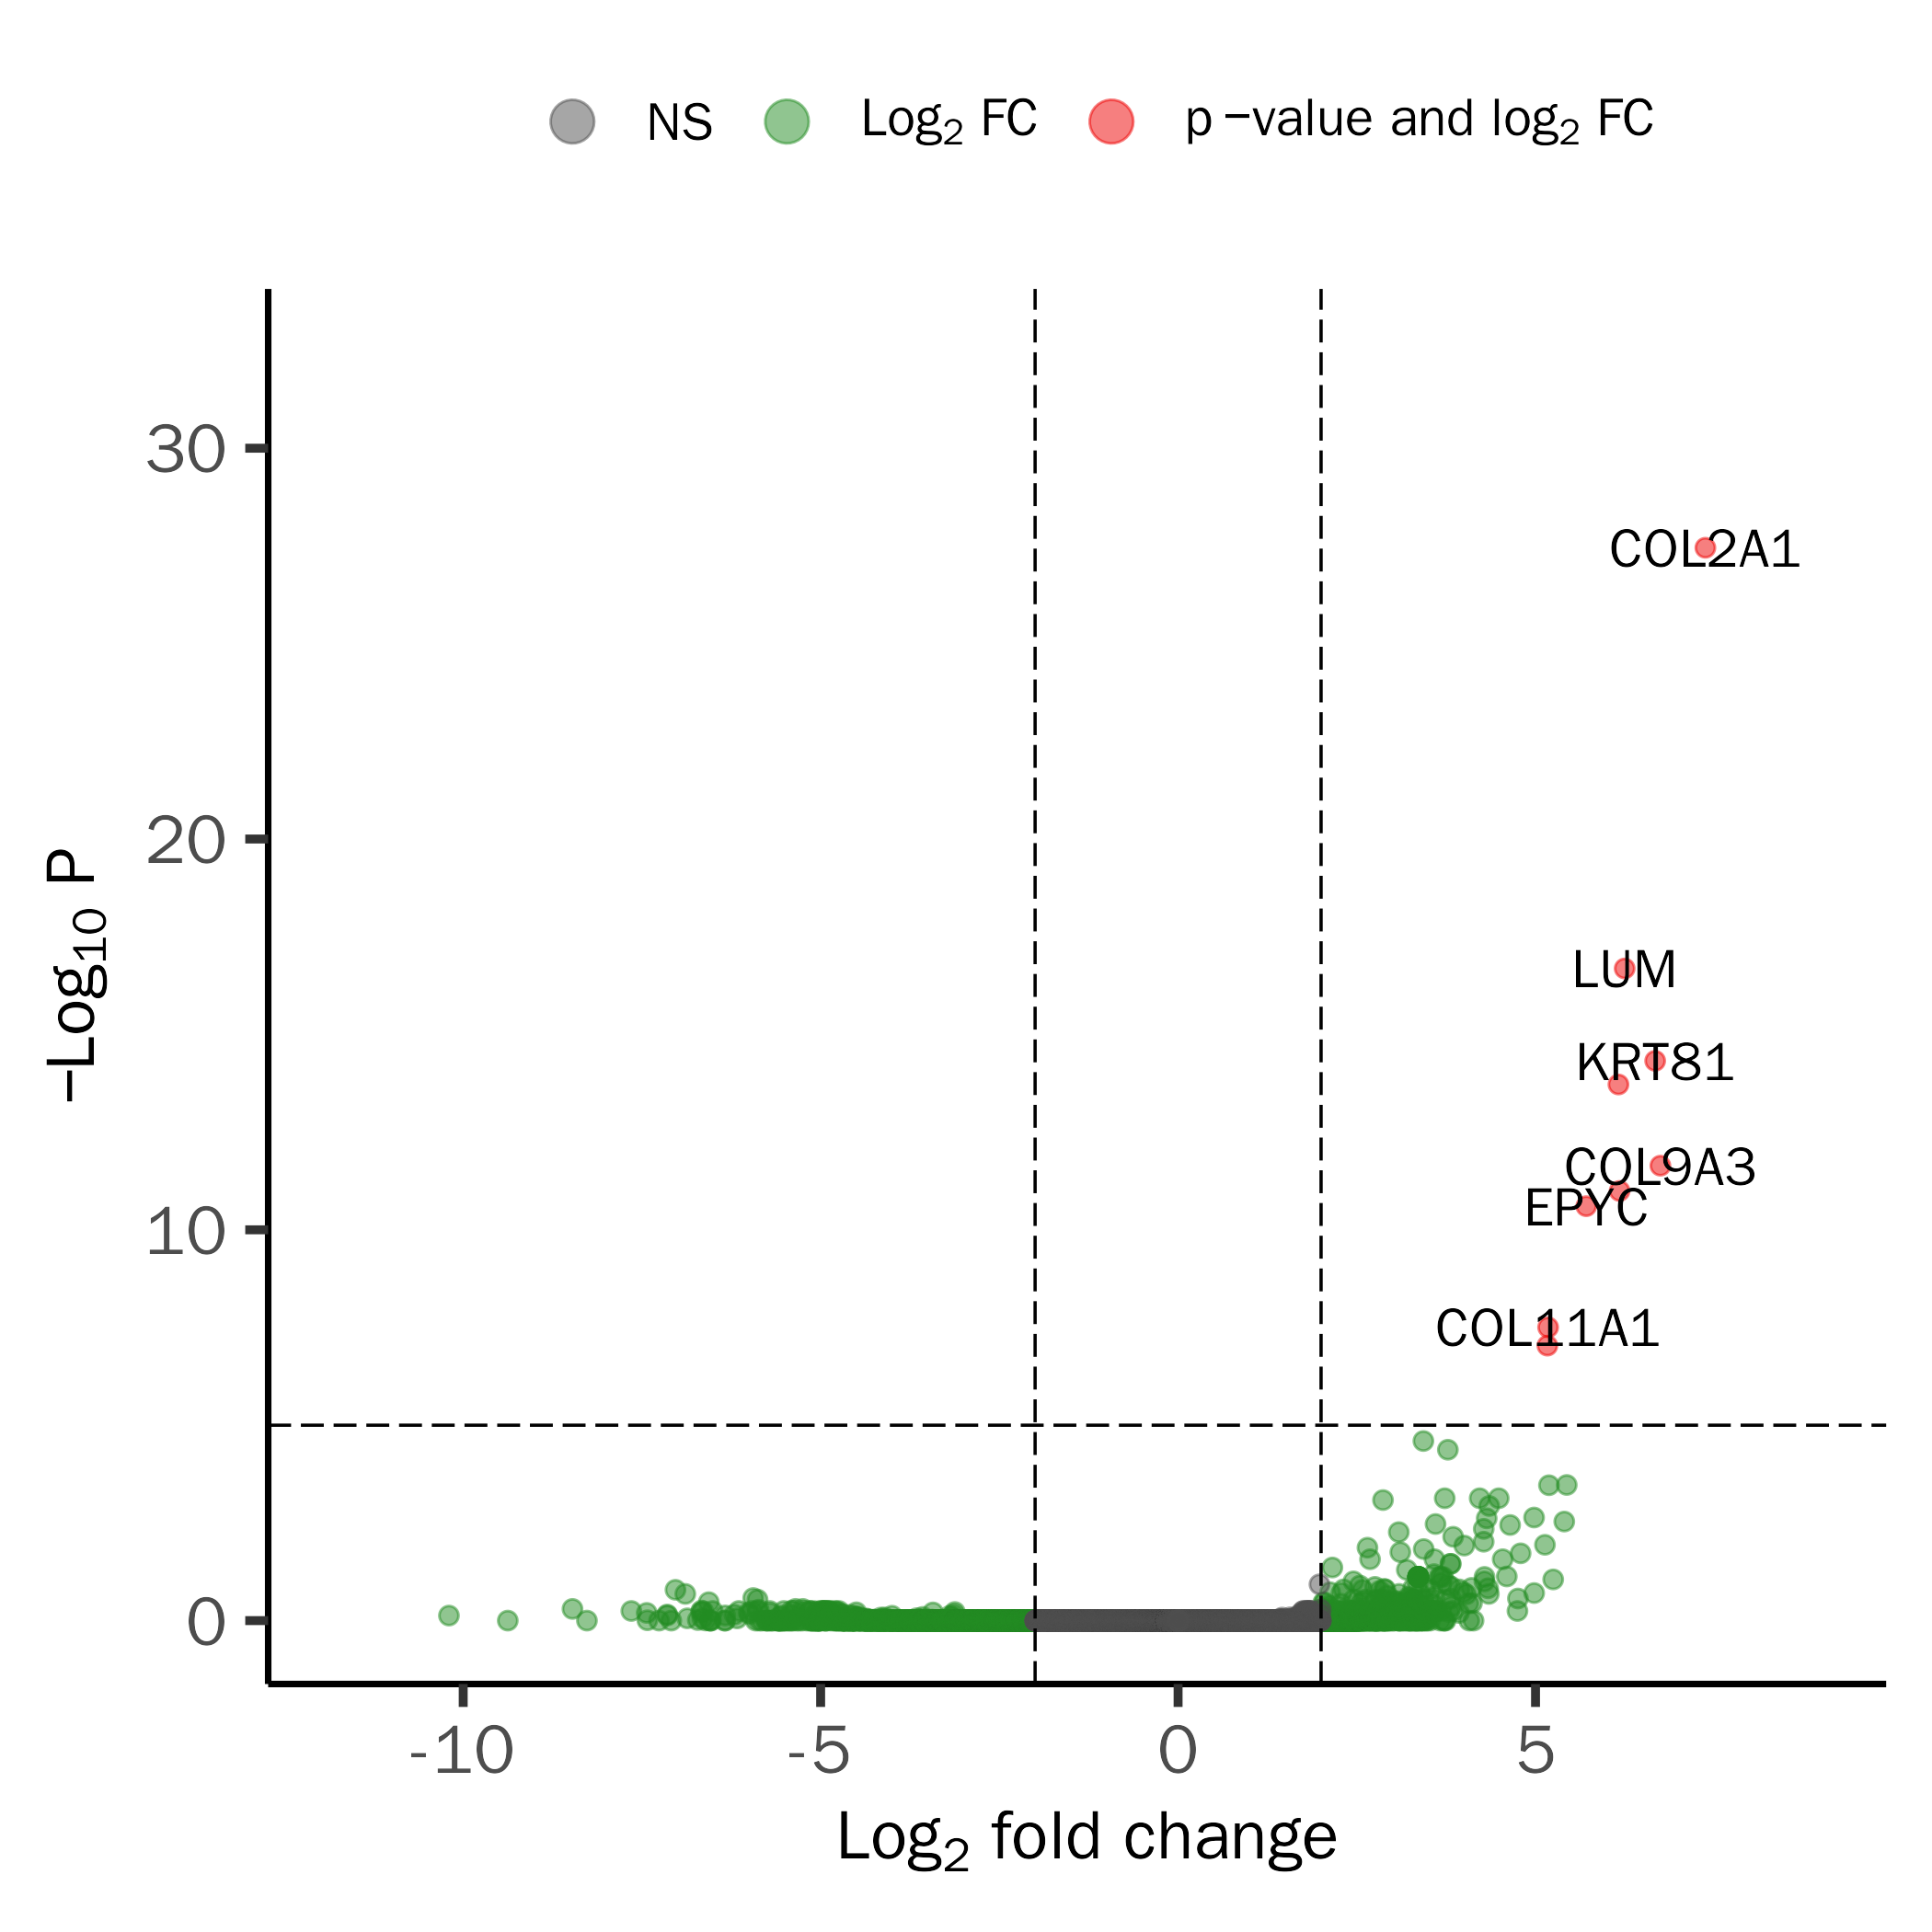 NS Log2 FC p −value and log2 FC
30
20
10
0
−Log10 P
COL2A1
LUM
KRT81
COL9A3
EPYC
COL11A1
-10 -5 0 5
Log2 fold change